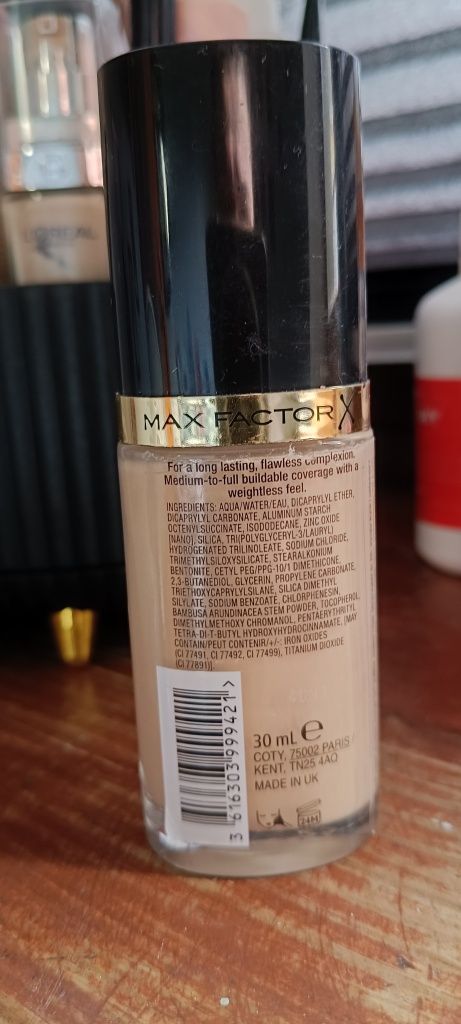 L'OREAL
MAX FACTOR X
For a long lasting, flawless complexion.
Medium-to-full buildable coverage with a
weightless feel.
INGREDIENTS: AQUA/WATER/EAU, DICAPRYLYL ETHER,
DICAPRYLYL CARBONATE, ALUMINUM STARCH
OCTENYLSUCCINATE, ISODODECANE, ZINC OXIDE
[NANO], SILICA, TRI(POLYGLYCERYL-3/LAURYL)
HYDROGENATED TRILINOLEATE, SODIUM CHLORIDE,
TRIMETHYLSILOXYSILICATE, STEARALKONIUM
BENTONITE, CETYL PEG/PPG-10/1 DIMETHICONE,
2,3-BUTANEDIOL, GLYCERIN, PROPYLENE CARBONATE,
TRIETHOXYCAPRYLYLSILANE, SILICA DIMETHYL
SILYLATE, SODIUM BENZOATE, CHLORPHENESIN,
BAMBUSA ARUNDINACEA STEM POWDER, TOCOPHEROL,
DIMETHYLMETHOXY CHROMANOL, PENTAERYTHRITYL
TETRA-DI-T-BUTYL HYDROXYHYDROCINNAMATE, [MAY
CONTAIN/PEUT CONTENIR/+/-: IRON OXIDES
(CI 77491, CI 77492, CI 77499), TITANIUM DIOXIDE
(CI 77891)].
3 616303 999421 >
30 mL e
COTY, 75002 PARIS /
KENT, TN25 4AQ
MADE IN UK
24M